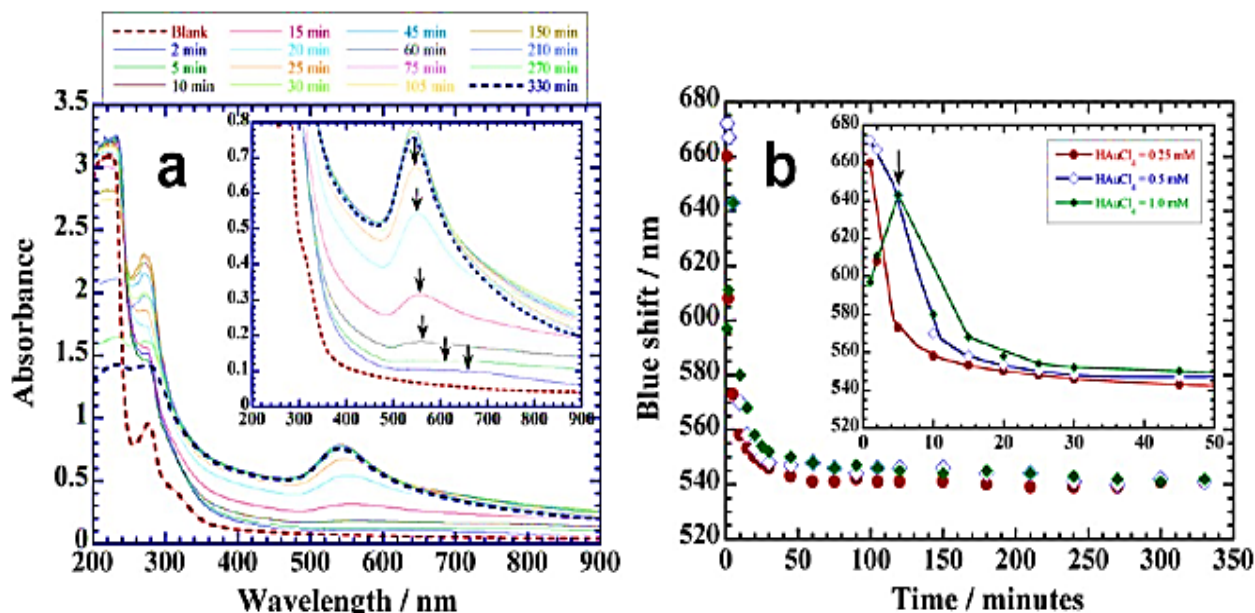 Blank 15 min 45 min 150 min
2 min 20 min 60 min 210 min
5 min 25 min 75 min 270 min
10 min 30 min 105 min 330 min
a
Absorbance
3.5
3
2.5
2
1.5
1
0.5
0
200 300 400 500 600 700 800 900
Wavelength / nm
0.8
0.7
0.6
0.5
0.4
0.3
0.2
0.1
0
200 300 400 500 600 700 800 900
b
Blue shift / nm
680
660
640
620
600
580
560
540
520
0 50 100 150 200 250 300 350
Time / minutes
680
660
640
620
600
580
560
540
520
0 10 20 30 40 50
HAuCl4 = 0.25 mM
HAuCl4 = 0.5 mM
HAuCl4 = 1.0 mM